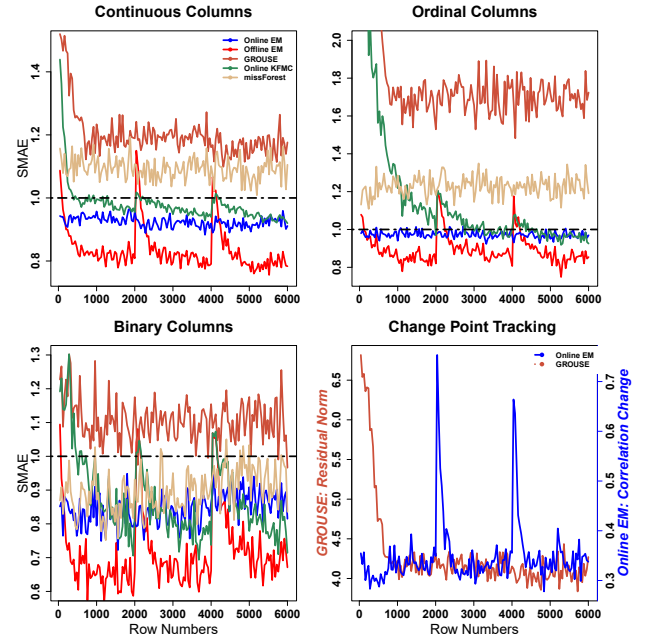 Continuous Columns
Ordinal Columns
SMAE
1.4
1.2
1.0
0.8
Online EM
Offline EM
GROUSE
Online KFMC
missForest
0 1000 2000 3000 4000 5000 6000
2.0
1.8
1.6
1.4
1.2
1.0
0.8
0 1000 2000 3000 4000 5000 6000
Binary Columns
Change Point Tracking
SMAE
1.3
1.2
1.1
1.0
0.9
0.8
0.7
0.6
0 1000 2000 3000 4000 5000 6000
Row Numbers
GROUSE: Residual Norm
6.5
6.0
5.5
5.0
4.5
4.0
Online EM
GROUSE
0.7
0.6
0.5
0.4
0.3
Online EM: Correlation Change
0 1000 2000 3000 4000 5000 6000
Row Numbers